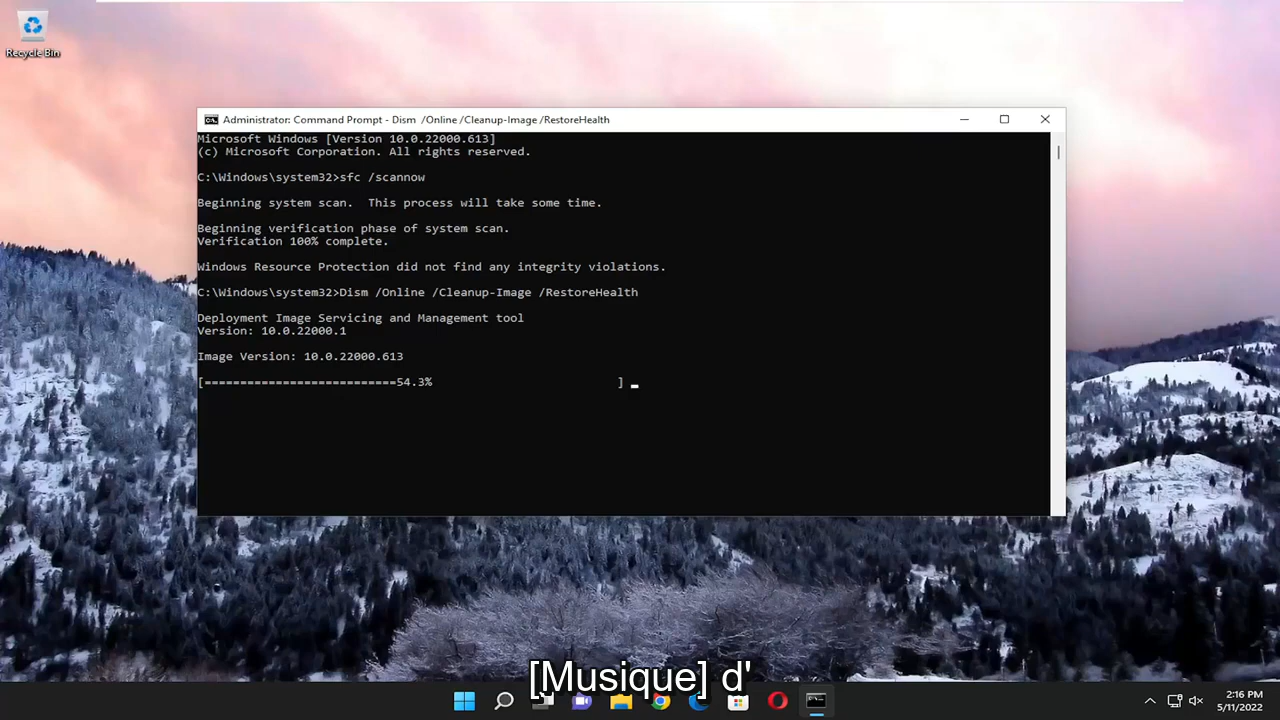 Recycle Bin
Administrator: Command Prompt - Dism  /Online /Cleanup-Image /RestoreHealth
Microsoft Windows [Version 10.0.22000.613]
(c) Microsoft Corporation. All rights reserved.
C:\Windows\system32>sfc /scannow
Beginning system scan.  This process will take some time.
Beginning verification phase of system scan.
Verification 100% complete.
Windows Resource Protection did not find any integrity violations.
C:\Windows\system32>Dism /Online /Cleanup-Image /RestoreHealth
Deployment Image Servicing and Management tool
Version: 10.0.22000.1
Image Version: 10.0.22000.613
[===========================54.3%                          ]
[Musique] d'
2:16 PM
5/11/2022